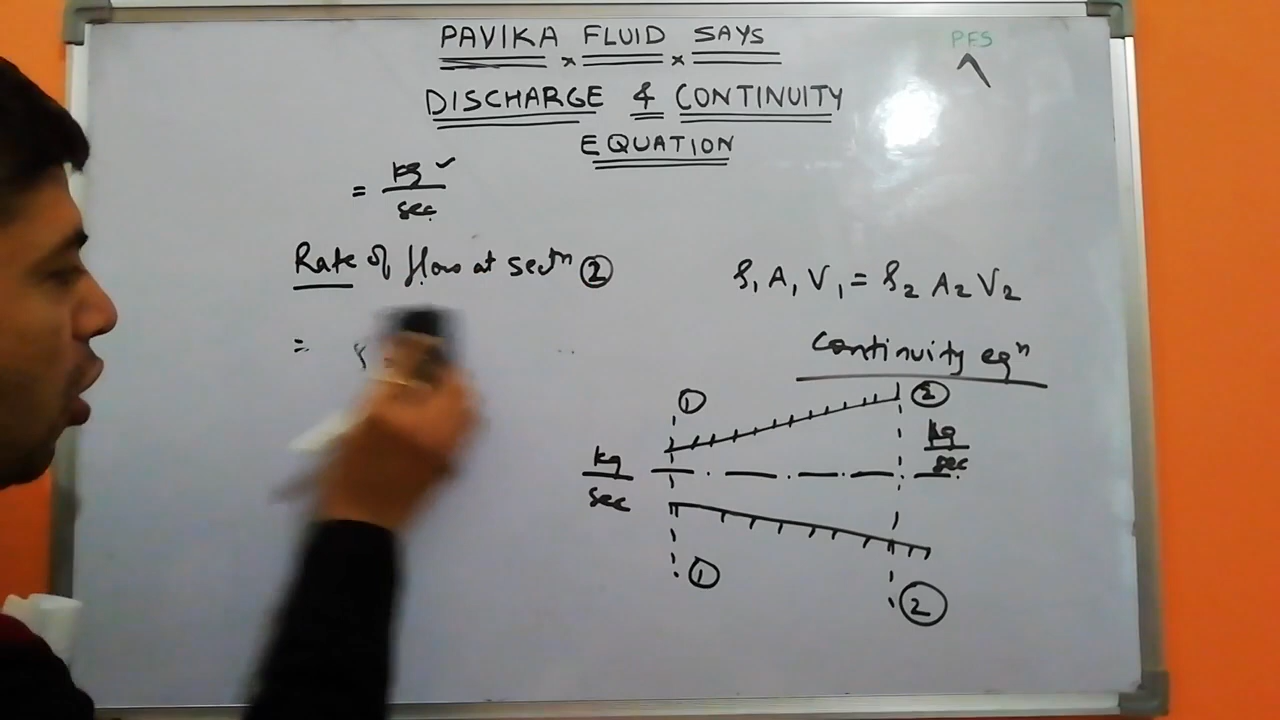 PAVIKA FLUID SAYS
PFS
DISCHARGE & CONTINUITY
EQUATION
= kg ✓
sec
Rate of flow at sectⁿ ②
ρ₁ A₁ V₁ = ρ₂ A₂ V₂
=
Continuity eqⁿ
①
②
kg
sec
kg
sec
①
②